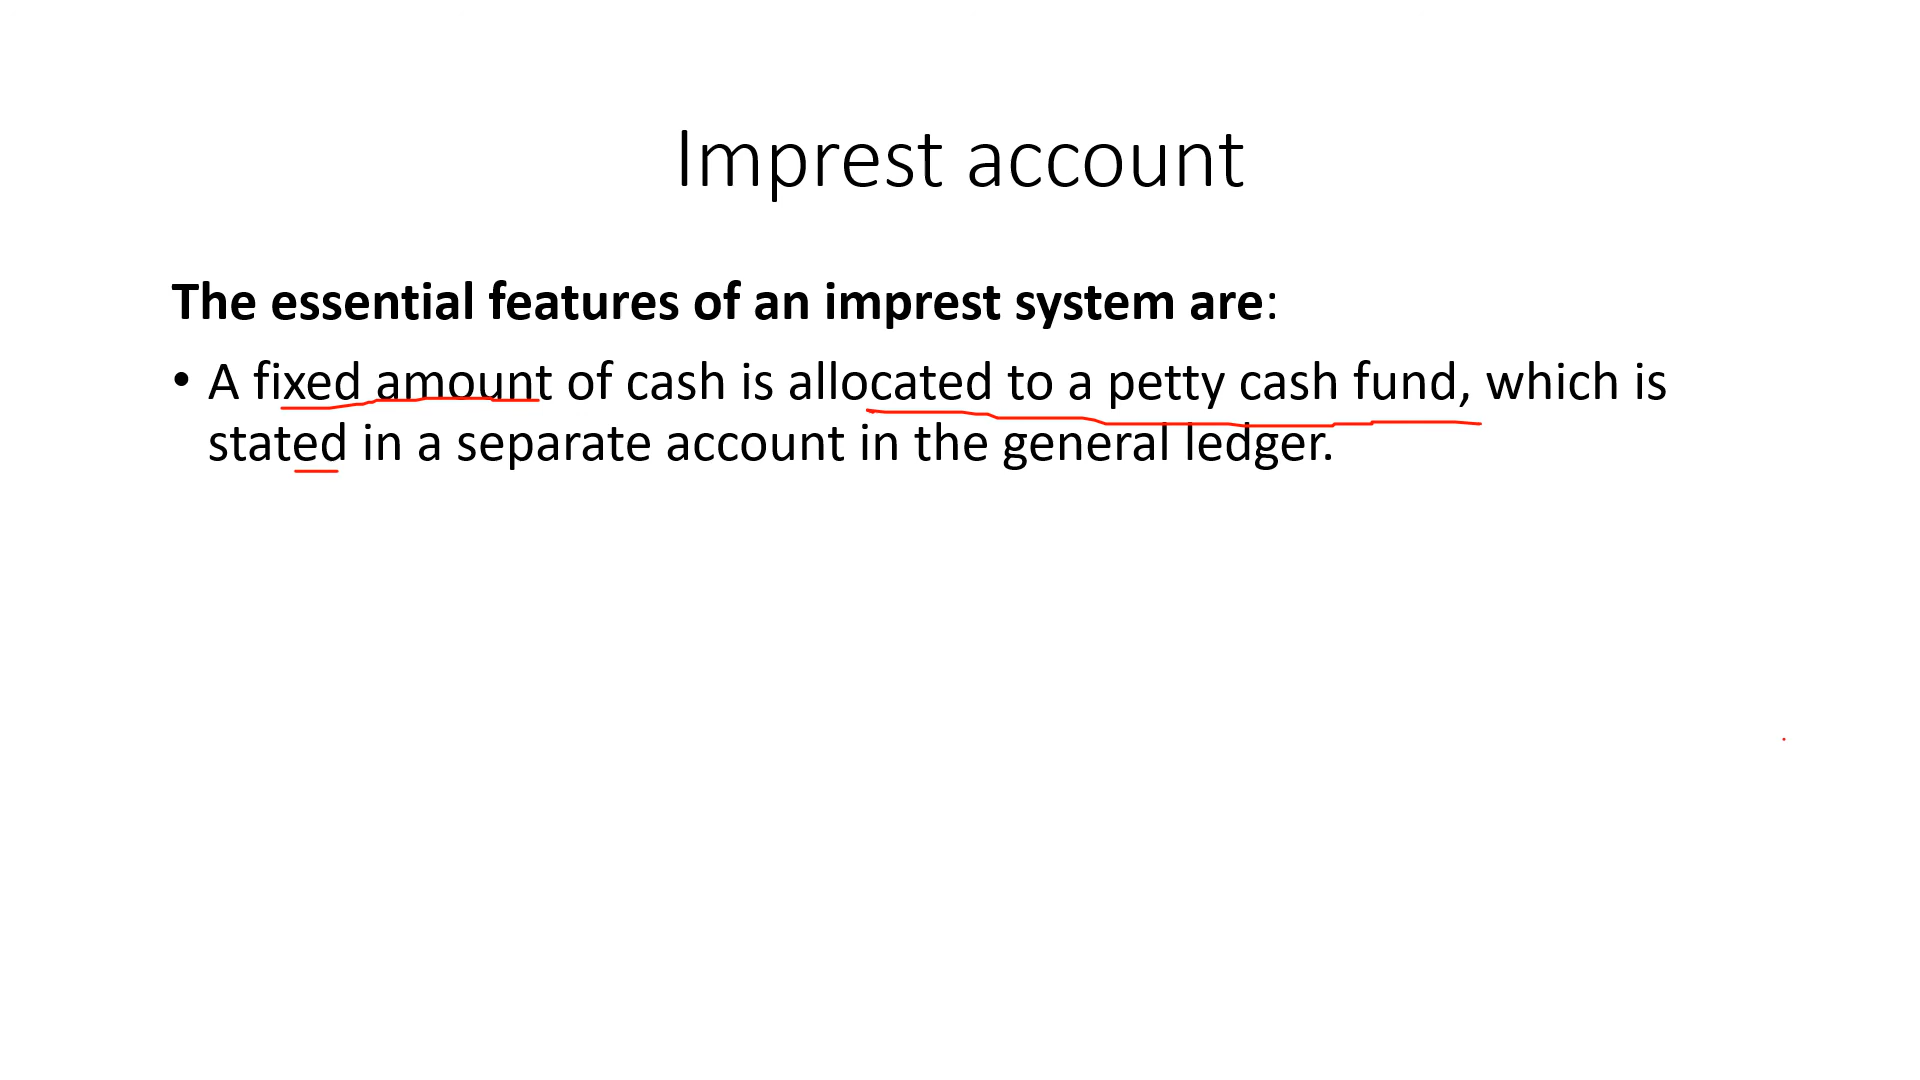 Imprest account
The essential features of an imprest system are:
• A fixed amount of cash is allocated to a petty cash fund, which is
stated in a separate account in the general ledger.